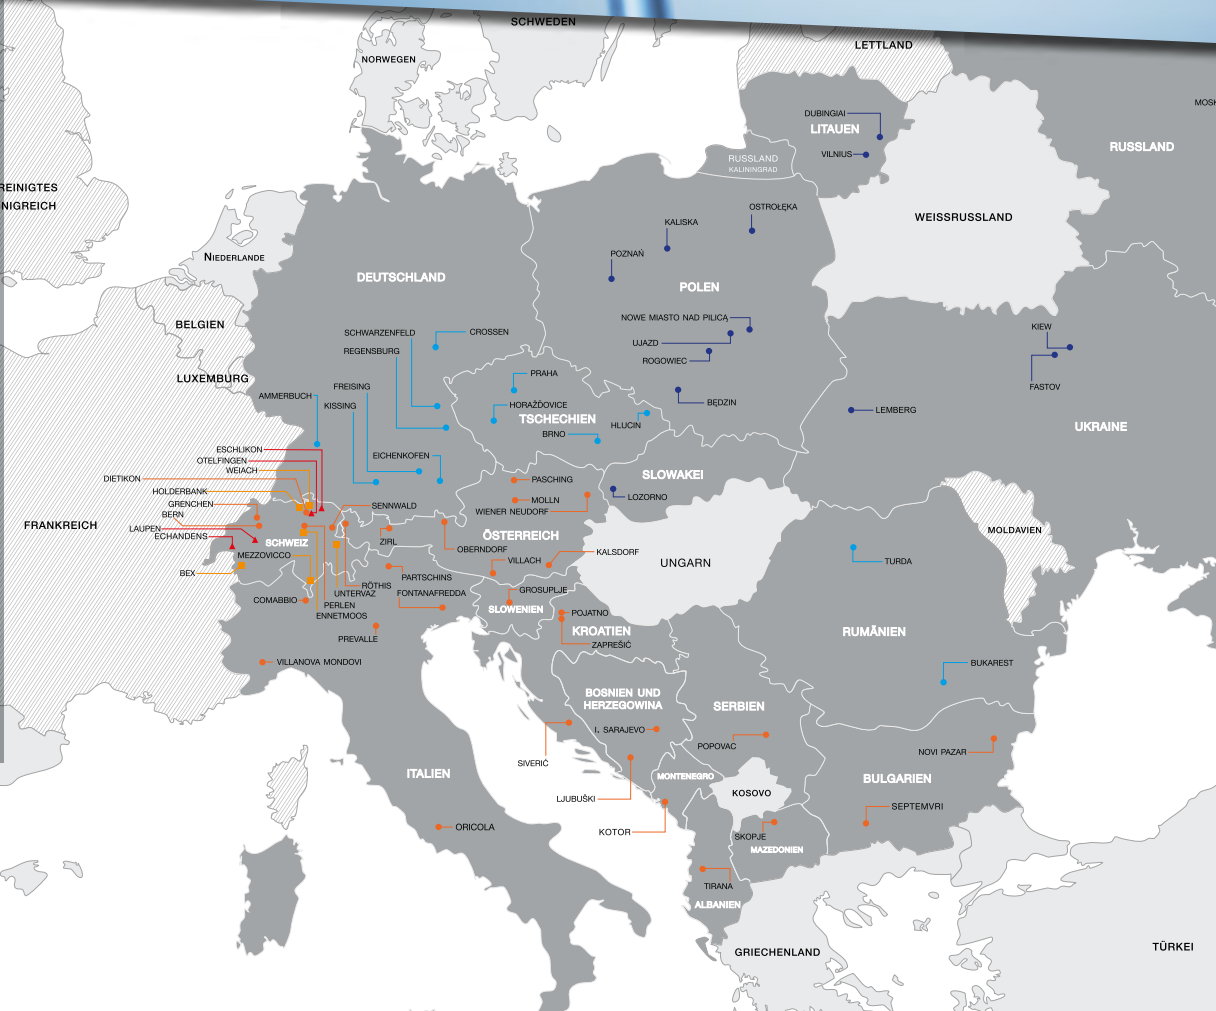 SCHWEDEN
LETTLAND
NORWEGEN
MOSK
DUBINGIAI
LITAUEN
RUSSLAND
VILNIUS
RUSSLAND
KALININGRAD
REINIGTES
NIGREICH
OSTROŁĘKA
WEISSRUSSLAND
KALISKA
POZNAŃ
NIEDERLANDE
DEUTSCHLAND
POLEN
NOWE MIASTO NAD PILICĄ
BELGIEN
KIEW
SCHWARZENFELD
CROSSEN
UJAZD
REGENSBURG
ROGOWIEC
LUXEMBURG
PRAHA
FREISING
FASTOV
AMMERBUCH
KISSING
HORAŽĎOVICE
BĘDZIN
LEMBERG
TSCHECHIEN
HLUCIN
UKRAINE
BRNO
ESCHLIKON
EICHENKOFEN
OTELFINGEN
WEIACH
SLOWAKEI
DIETIKON
PASCHING
HOLDERBANK
LOZORNO
GRENCHEN
SENNWALD
MOLLN
BERN
WIENER NEUDORF
FRANKREICH
LAUPEN
MOLDAVIEN
ECHANDENS
SCHWEIZ
ZIRL
ÖSTERREICH
OBERNDORF
KALSDORF
MEZZOVICCO
VILLACH
UNGARN
TURDA
BEX
PARTSCHINS
RÖTHIS
GROSUPLJE
UNTERVAZ
FONTANAFREDDA
COMABBIO
PERLEN
SLOWENIEN
POJATNO
ENNETMOOS
KROATIEN
RUMÄNIEN
PREVALLE
ZAPREŠIĆ
VILLANOVA MONDOVI
BUKAREST
BOSNIEN UND
HERZEGOWINA
SERBIEN
I. SARAJEVO
POPOVAC
NOVI PAZAR
SIVERIĆ
ITALIEN
MONTENEGRO
BULGARIEN
KOSOVO
LJUBUŠKI
SEPTEMVRI
ORICOLA
KOTOR
SKOPJE
MAZEDONIEN
TIRANA
ALBANIEN
GRIECHENLAND
TÜRKEI